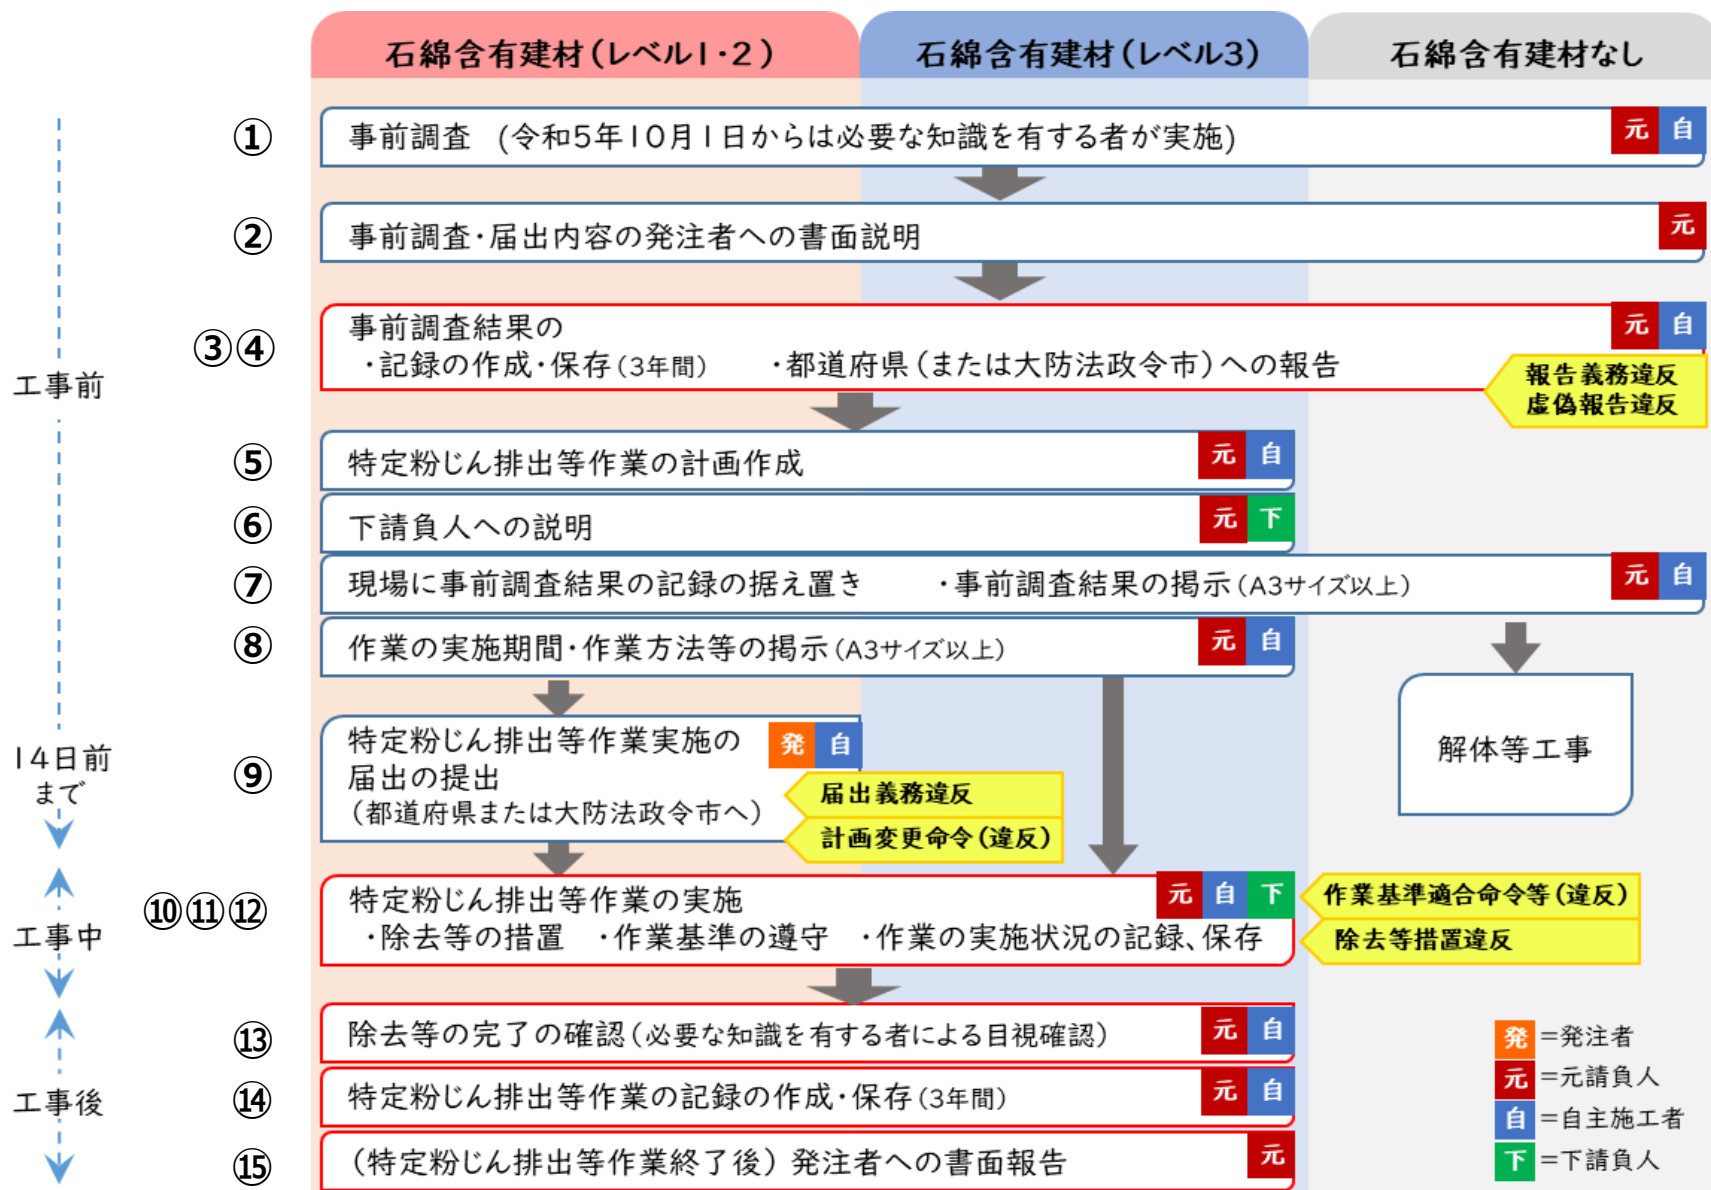 石綿含有建材(レベル1・2)
石綿含有建材(レベル3)
石綿含有建材なし
工事前
① 事前調査 (令和5年10月1日からは必要な知識を有する者が実施) 元 自
② 事前調査・届出内容の発注者への書面説明 元
③④ 事前調査結果の 元 自
・記録の作成・保存(3年間) ・都道府県(または大防法政令市)への報告
報告義務違反
虚偽報告違反
⑤ 特定粉じん排出等作業の計画作成 元 自
⑥ 下請負人への説明 元 下
⑦ 現場に事前調査結果の記録の据え置き ・事前調査結果の掲示(A3サイズ以上) 元 自
⑧ 作業の実施期間・作業方法等の掲示(A3サイズ以上) 元 自
14日前
まで
⑨ 特定粉じん排出等作業実施の 発 自
届出の提出
(都道府県または大防法政令市へ)
届出義務違反
計画変更命令(違反)
解体等工事
工事中
⑩⑪⑫ 特定粉じん排出等作業の実施 元 自 下
・除去等の措置 ・作業基準の遵守 ・作業の実施状況の記録、保存
作業基準適合命令等(違反)
除去等措置違反
工事後
⑬ 除去等の完了の確認(必要な知識を有する者による目視確認) 元 自
⑭ 特定粉じん排出等作業の記録の作成・保存(3年間) 元 自
⑮ (特定粉じん排出等作業終了後) 発注者への書面報告 元
発=発注者
元=元請負人
自=自主施工者
下=下請負人